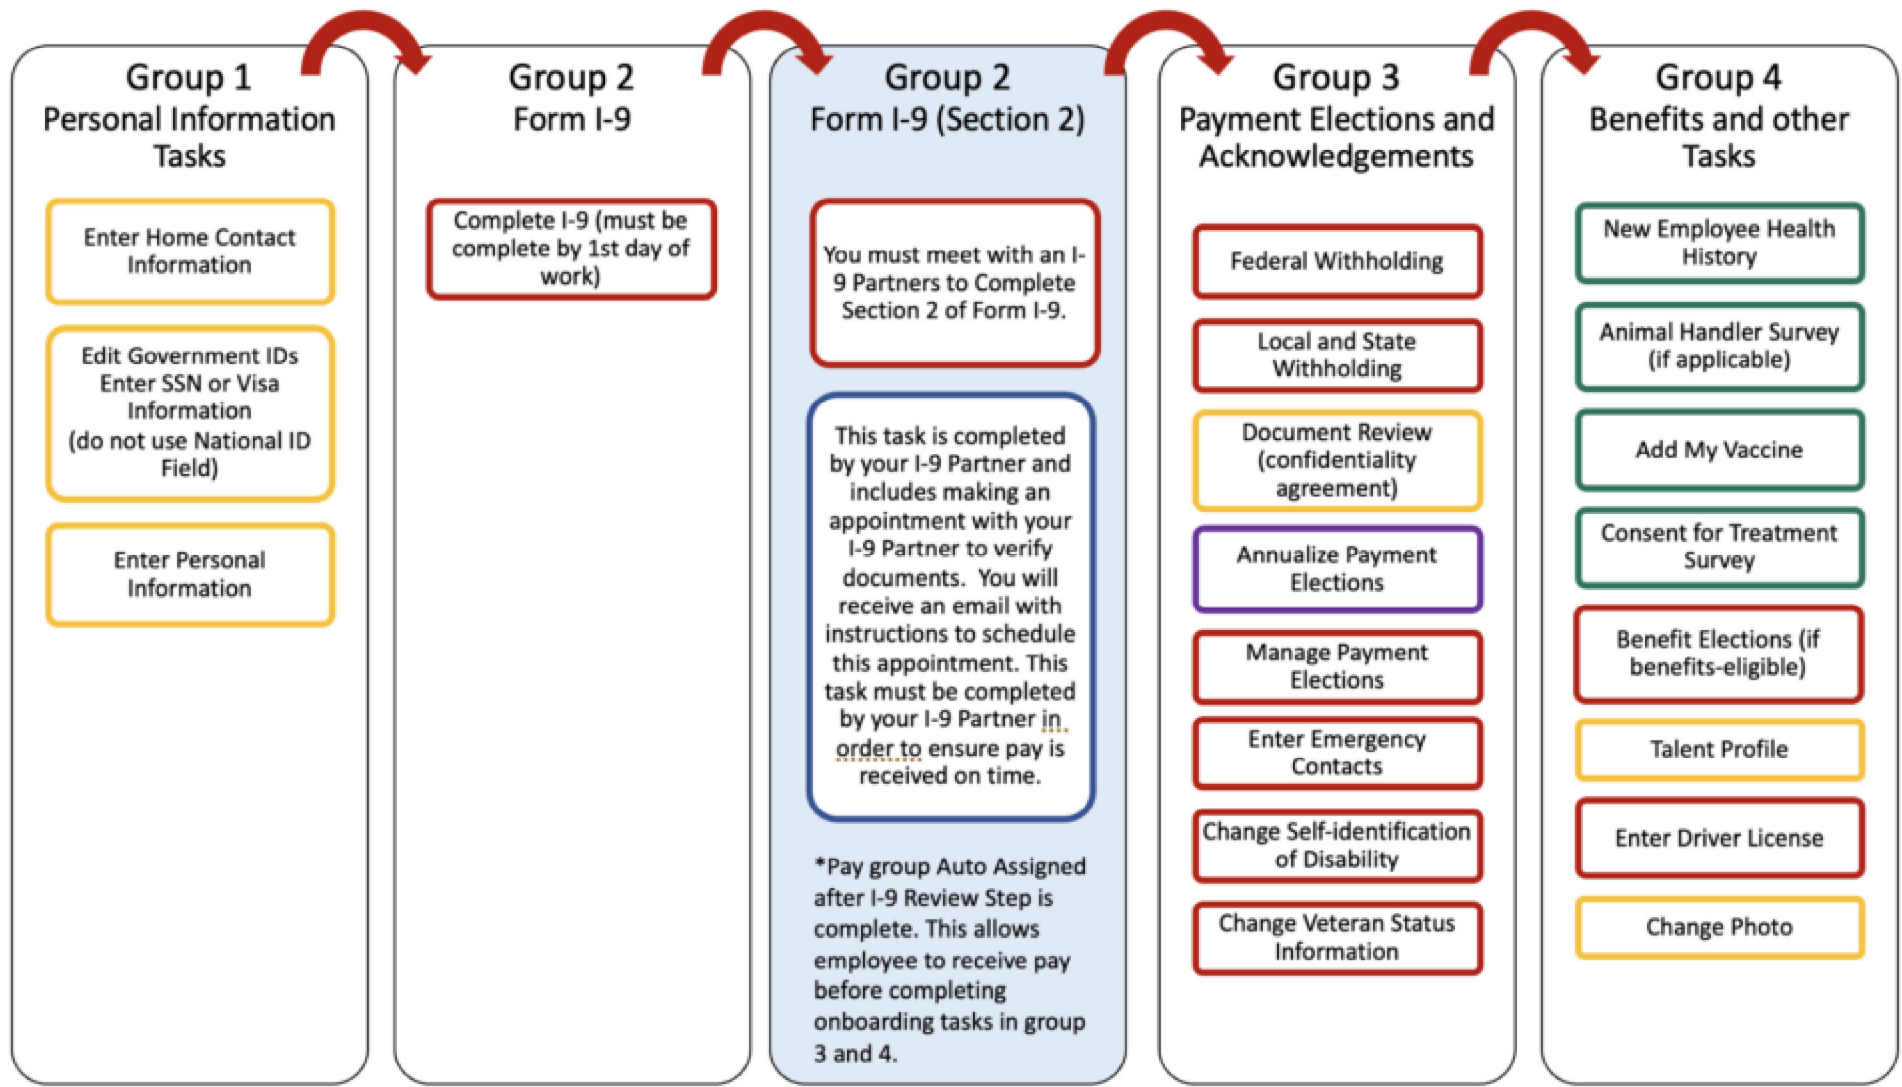 Group 1
Personal Information
Tasks
Enter Home Contact
Information
Edit Government IDs
Enter SSN or Visa
Information
(do not use National ID
Field)
Enter Personal
Information
Group 2
Form I-9
Complete I-9 (must be
complete by 1st day of
work)
Group 2
Form I-9 (Section 2)
You must meet with an I-
9 Partners to Complete
Section 2 of Form I-9.
This task is completed
by your I-9 Partner and
includes making an
appointment with your
I-9 Partner to verify
documents.  You will
receive an email with
instructions to schedule
this appointment. This
task must be completed
by your I-9 Partner in
order to ensure pay is
received on time.
*Pay group Auto Assigned
after I-9 Review Step is
complete. This allows
employee to receive pay
before completing
onboarding tasks in group
3 and 4.
Group 3
Payment Elections and
Acknowledgements
Federal Withholding
Local and State
Withholding
Document Review
(confidentiality
agreement)
Annualize Payment
Elections
Manage Payment
Elections
Enter Emergency
Contacts
Change Self-identification
of Disability
Change Veteran Status
Information
Group 4
Benefits and other
Tasks
New Employee Health
History
Animal Handler Survey
(if applicable)
Add My Vaccine
Consent for Treatment
Survey
Benefit Elections (if
benefits-eligible)
Talent Profile
Enter Driver License
Change Photo